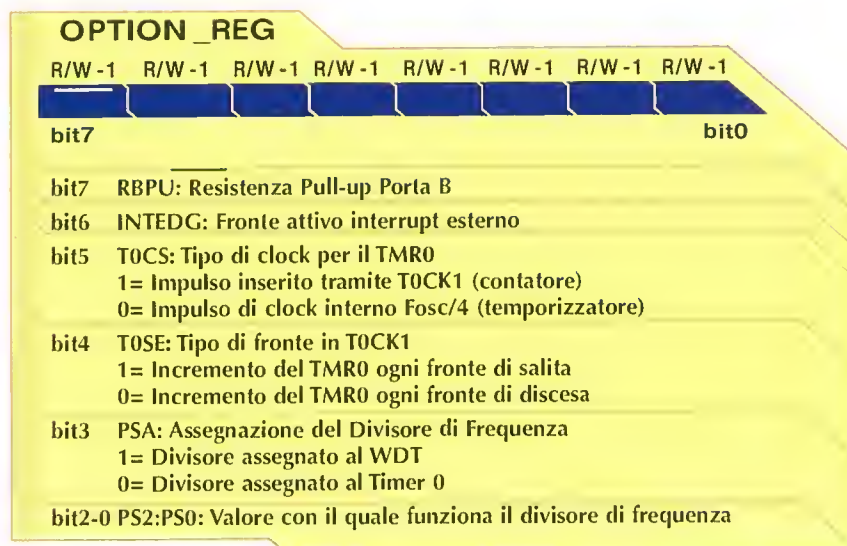 OPTION _REG
R/W -1 R/W -1 R/W -1 R/W -1 R/W -1 R/W -1 R/W -1 R/W -1
bit7 bit0
bit7 RBPU: Resistenza Pull-up Porta B
bit6 INTEDG: Fronte attivo interrupt esterno
bit5 T0CS: Tipo di clock per il TMR0
1= Impulso inserito tramite T0CK1 (contatore)
0= Impulso di clock interno Fosc/4 (temporizzatore)
bit4 T0SE: Tipo di fronte in T0CK1
1= Incremento del TMR0 ogni fronte di salita
0= Incremento del TMR0 ogni fronte di discesa
bit3 PSA: Assegnazione del Divisore di Frequenza
1= Divisore assegnato al WDT
0= Divisore assegnato al Timer 0
bit2-0 PS2:PS0: Valore con il quale funziona il divisore di frequenza